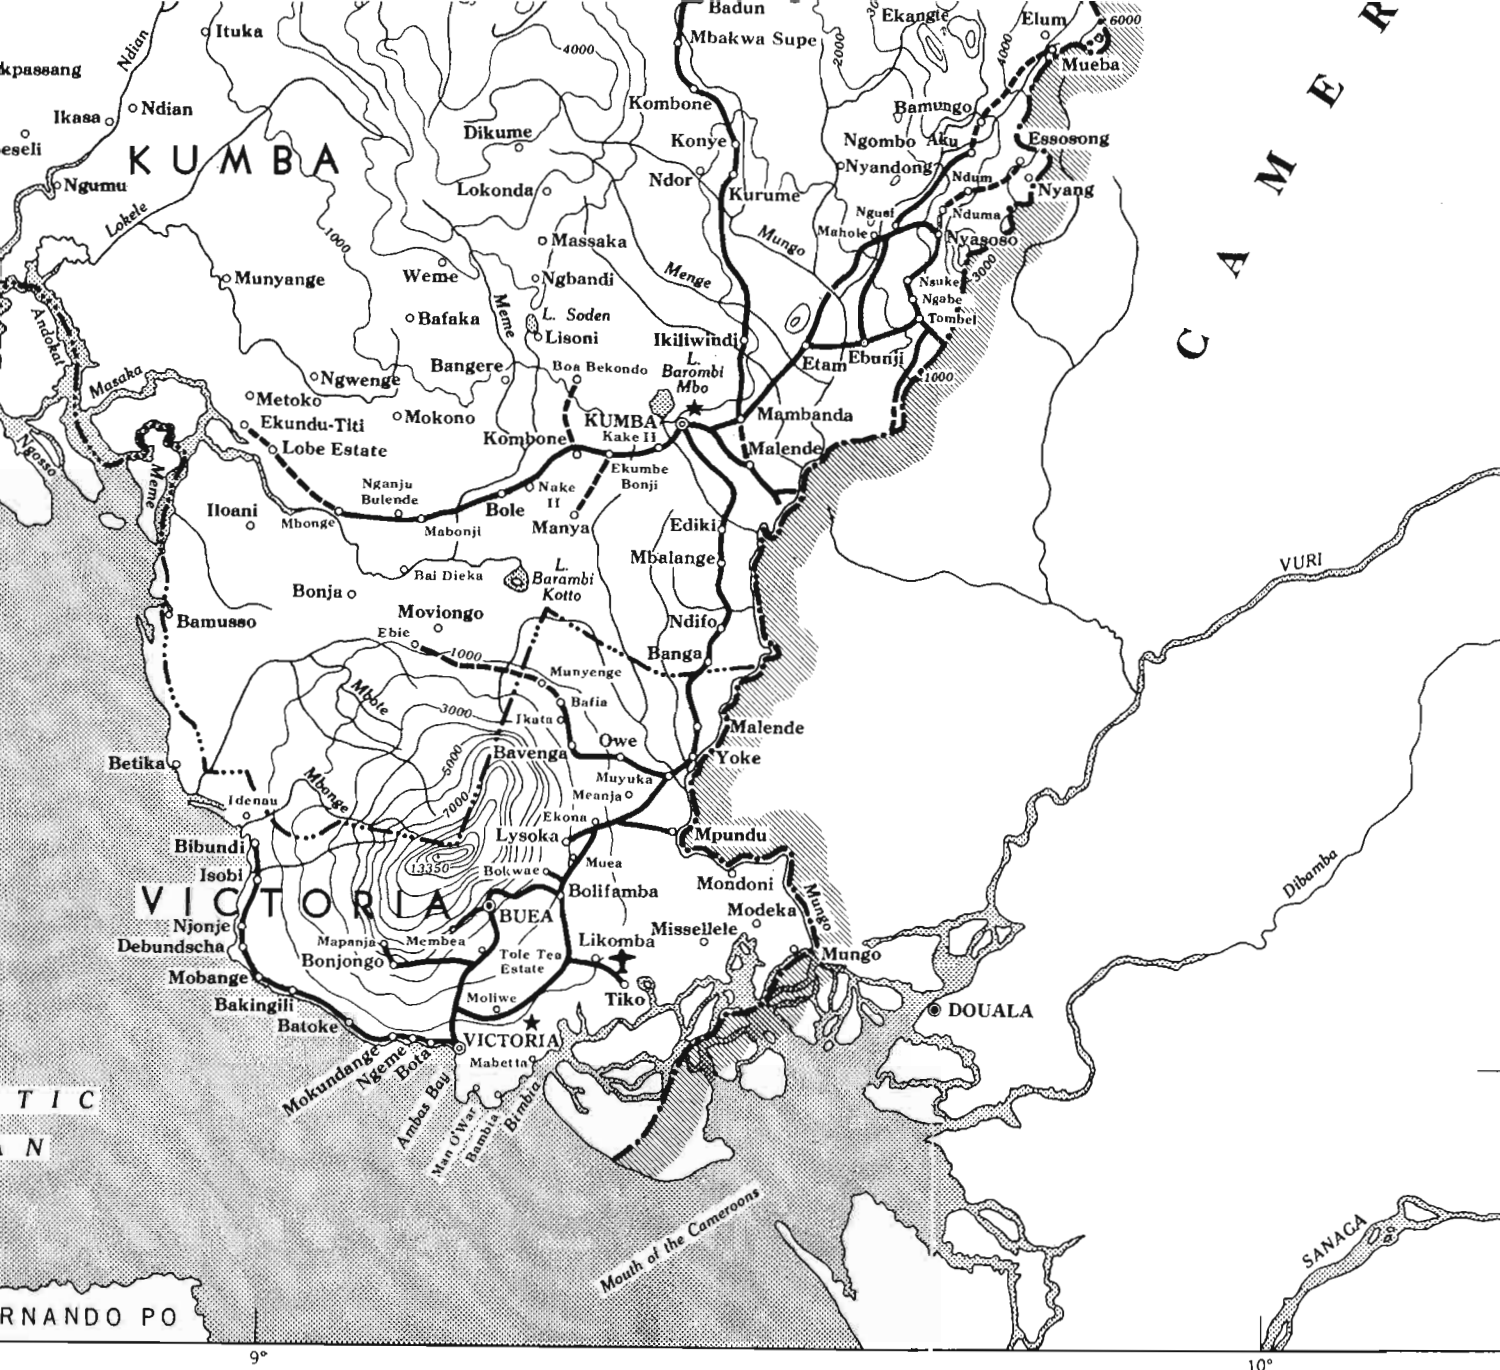 Badun
Ekangte
Elum
6000
Ituka
Ndian
4000
Mbakwa Supe
2000
4000
Mueba
kpassang
Kombone
Bamungo
Ikasa
Ndian
Dikume
Konye
Ngombo
Aku
Essosong
eseli
KUMBA
Nyandong
Ndor
Ndum
Nyang
Ngumu
Lokonda
Kurume
Lokele
Ngusi
Nduma
1000
Massaka
Mungo
Mahole
Nyasoso
Munyange
Weme
Ngbandi
Menge
3000
Nsuke
Ngabe
Andokat
Bafaka
Meme
L. Soden
Tombel
Lisoni
Ikiliwindi
Etam
Ebunji
L.
Barombi
Mbo
Masaka
Ngwenge
Bangere
Boa Bekondo
1000
Metoko
Mokono
KUMBA
Mambanda
Ekundu-Titi
Kombone
Kake II
Ngosso
Lobe Estate
Malende
Meme
Nganju
Bulende
Ekumbe
Bonji
Nake
II
Iloani
Mbonge
Mabonji
Bole
Manya
Ediki
Bai Dieka
L.
Barambi
Kotto
Mbalange
VURI
Bonja
Bamusso
Moviongo
Ndifo
Ebie
1000
Munyenge
Banga
Mbote
3000
Bafia
Ikata
Malende
5000
Bavenga
Owe
Yoke
Betika
Mbonge
Muyuka
Meanja
Idenau
7000
Ekona
Bibundi
Lysoka
Mpundu
Isobi
13350
Bokwae
Muea
Mondoni
Dibamba
VICTORIA
BUEA
Bolifamba
Modeka
Mungo
Njonje
Missellele
Debundscha
Mapanja
Membea
Likomba
Mungo
Bonjongo
Tole Tea
Estate
Mobange
Tiko
Bakingili
Moliwe
DOUALA
Batoke
VICTORIA
Mokundange
Ngeme
Bota
Mabetta
Ambas Bay
Man O'War
Bambia
Bimbia
TIC
AN
Mouth of the Cameroons
SANAGA
RNANDO PO
9°
10°
CAMER